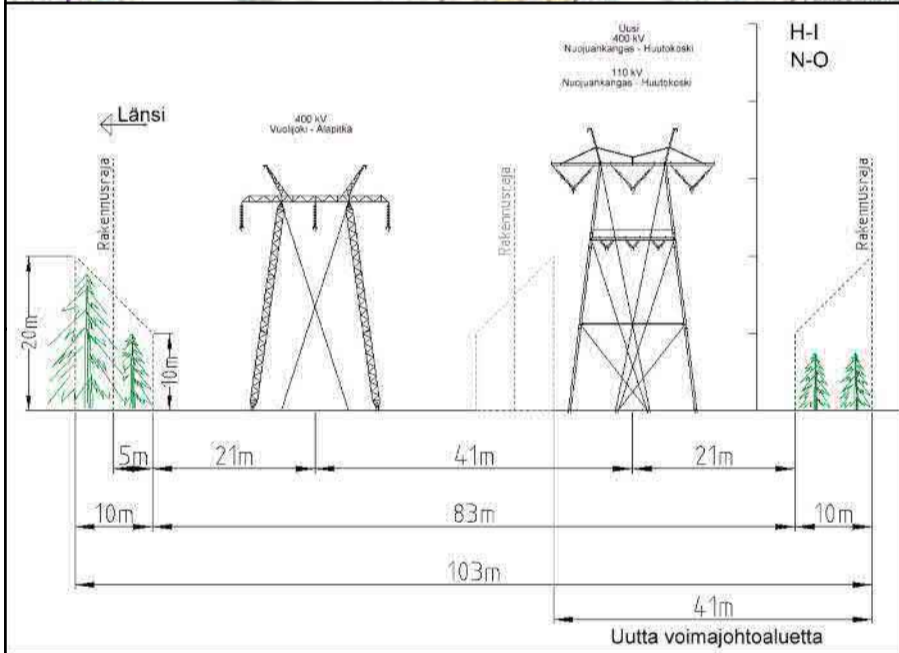 Uusi
400 kV
Nuojuankangas - Huutokoski
110 kV
Nuojuankangas - Huutokoski
H-I
N-O
Länsi
400 kV
Vuolijoki - Alapitkä
Rakennusraja
Rakennusraja
Rakennusraja
20m
10m
5m
21m
41m
21m
10m
83m
10m
103m
41m
Uutta voimajohtoaluetta